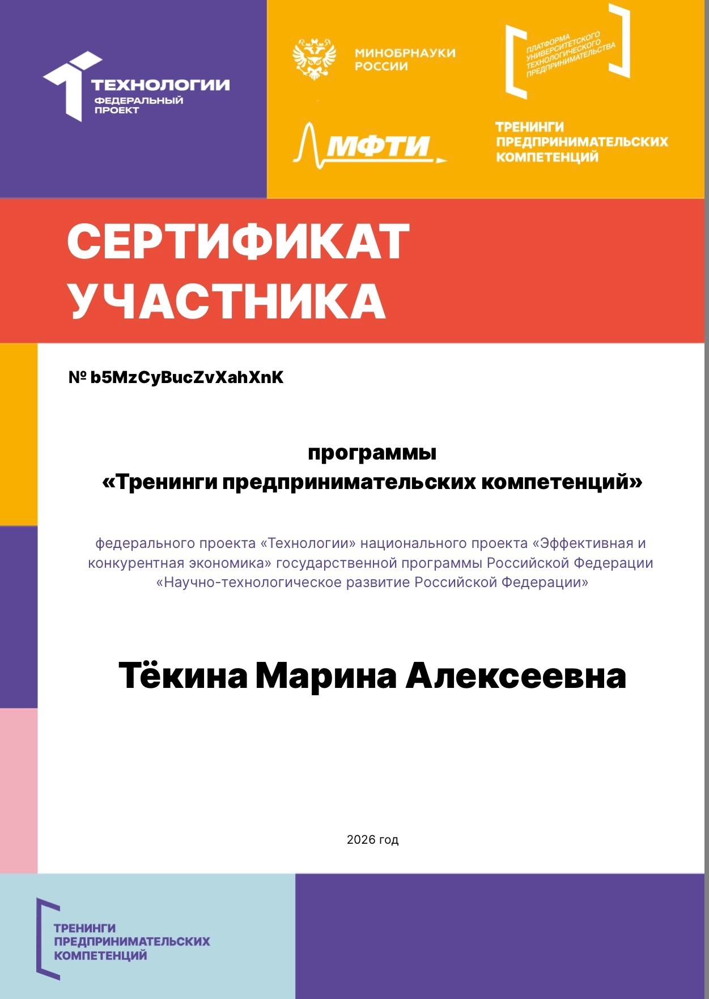 ТЕХНОЛОГИИ
ФЕДЕРАЛЬНЫЙ
ПРОЕКТ
МИНОБРНАУКИ
РОССИИ
ПЛАТФОРМА
УНИВЕРСИТЕТСКОГО
ТЕХНОЛОГИЧЕСКОГО
ПРЕДПРИНИМАТЕЛЬСТВА
МФТИ
ТРЕНИНГИ
ПРЕДПРИНИМАТЕЛЬСКИХ
КОМПЕТЕНЦИЙ
СЕРТИФИКАТ
УЧАСТНИКА
№ b5MzCyBucZvXahXnK
программы
«Тренинги предпринимательских компетенций»
федерального проекта «Технологии» национального проекта «Эффективная и
конкурентная экономика» государственной программы Российской Федерации
«Научно-технологическое развитие Российской Федерации»
Тёкина Марина Алексеевна
2026 год
ТРЕНИНГИ
ПРЕДПРИНИМАТЕЛЬСКИХ
КОМПЕТЕНЦИЙ